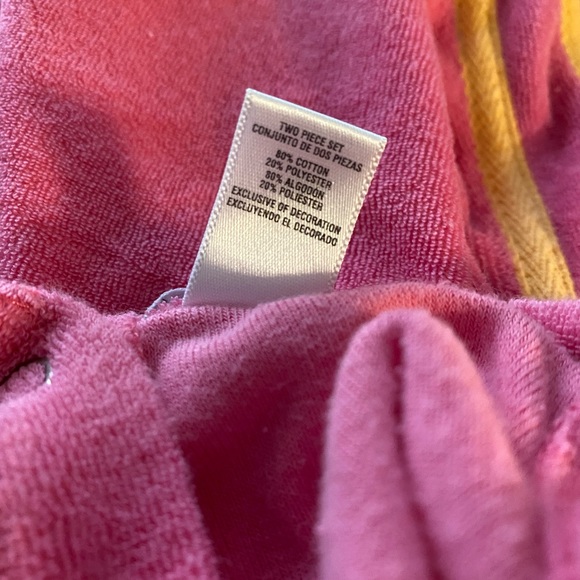 TWO PIECE SET
CONJUNTO DE DOS PIEZAS
80% COTTON
20% POLYESTER
80% ALGODON
20% POLIESTER
EXCLUSIVE OF DECORATION
EXCLUYENDO EL DECORADO